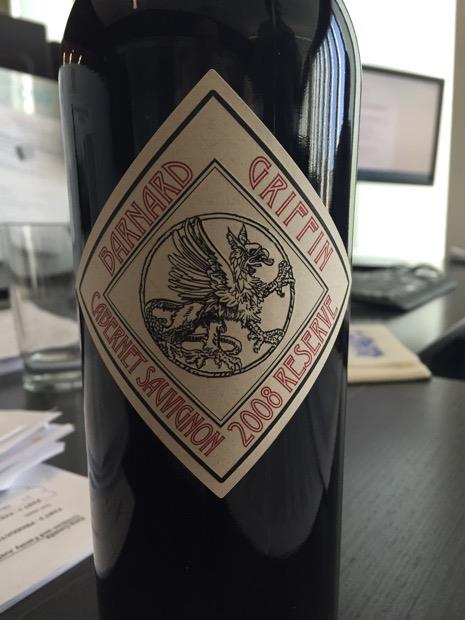 BARNARD GRIFFIN
CABERNET SAUVIGNON 2008 RESERVE